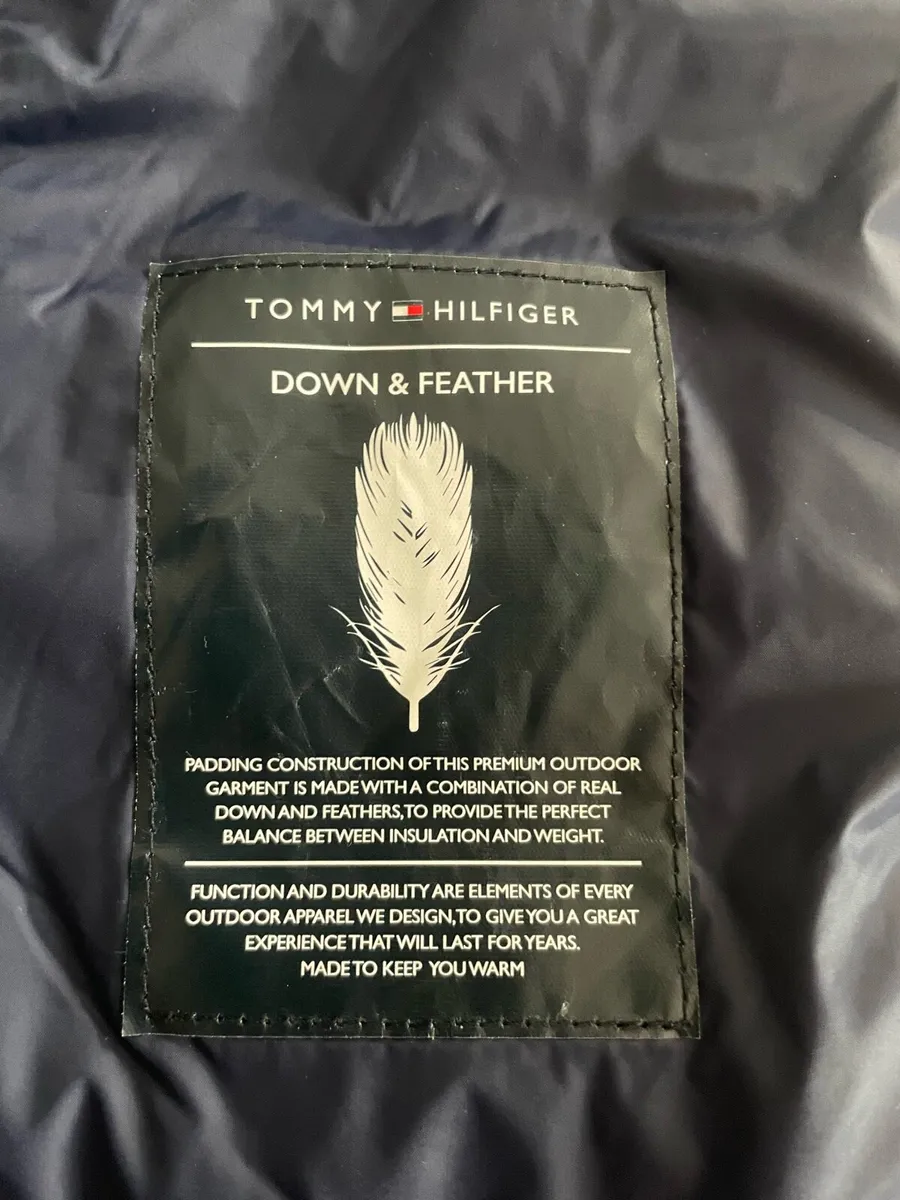 TOMMY HILFIGER
DOWN & FEATHER
PADDING CONSTRUCTION OF THIS PREMIUM OUTDOOR
GARMENT IS MADE WITH A COMBINATION OF REAL
DOWN AND FEATHERS, TO PROVIDE THE PERFECT
BALANCE BETWEEN INSULATION AND WEIGHT.
FUNCTION AND DURABILITY ARE ELEMENTS OF EVERY
OUTDOOR APPAREL WE DESIGN, TO GIVE YOU A GREAT
EXPERIENCE THAT WILL LAST FOR YEARS.
MADE TO KEEP YOU WARM